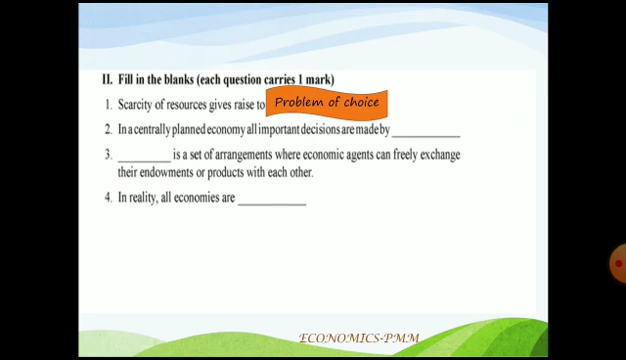 II. Fill in the blanks (each question carries 1 mark)
1. Scarcity of resources gives raise to Problem of choice
2. In a centrally planned economy all important decisions are made by ____________
3. _________ is a set of arrangements where economic agents can freely exchange
their endowments or products with each other.
4. In reality, all economies are ____________
ECONOMICS-PMM